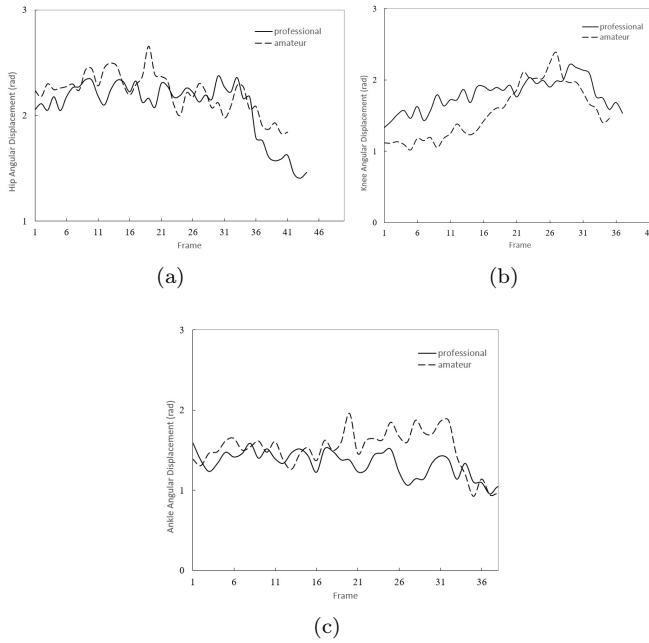 3
2
1
Hip Angular Displacement (rad)
professional
amateur
1 6 11 16 21 26 31 36 41 46
Frame
(a)
3
2
1
0
Knee Angular Displacement (rad)
professional
amateur
1 6 11 16 21 26 31 36
Frame
(b)
3
2
1
0
Ankle Angular Displacement (rad)
professional
amateur
1 6 11 16 21 26 31 36
Frame
(c)